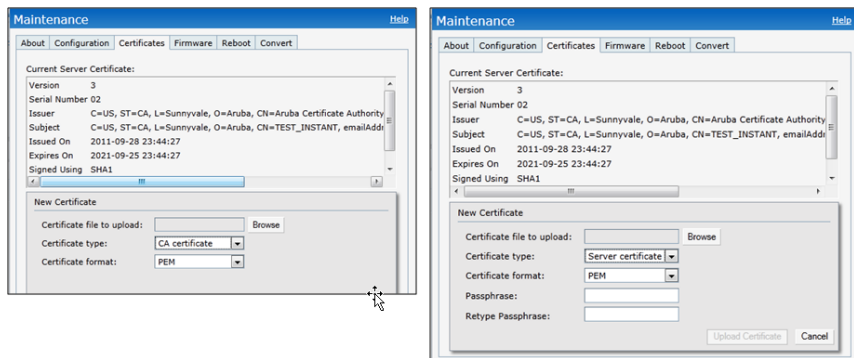 Maintenance Help
About Configuration Certificates Firmware Reboot Convert
Current Server Certificate:
Version 3
Serial Number 02
Issuer C=US, ST=CA, L=Sunnyvale, O=Aruba, CN=Aruba Certificate Authority
Subject C=US, ST=CA, L=Sunnyvale, O=Aruba, CN=TEST_INSTANT, emailAddr
Issued On 2011-09-28 23:44:27
Expires On 2021-09-25 23:44:27
Signed Using SHA1
New Certificate
Certificate file to upload: Browse
Certificate type: CA certificate
Certificate format: PEM
Maintenance Help
About Configuration Certificates Firmware Reboot Convert
Current Server Certificate:
Version 3
Serial Number 02
Issuer C=US, ST=CA, L=Sunnyvale, O=Aruba, CN=Aruba Certificate Authority
Subject C=US, ST=CA, L=Sunnyvale, O=Aruba, CN=TEST_INSTANT, emailAddr
Issued On 2011-09-28 23:44:27
Expires On 2021-09-25 23:44:27
Signed Using SHA1
New Certificate
Certificate file to upload: Browse
Certificate type: Server certificate
Certificate format: PEM
Passphrase:
Retype Passphrase:
Upload Certificate Cancel